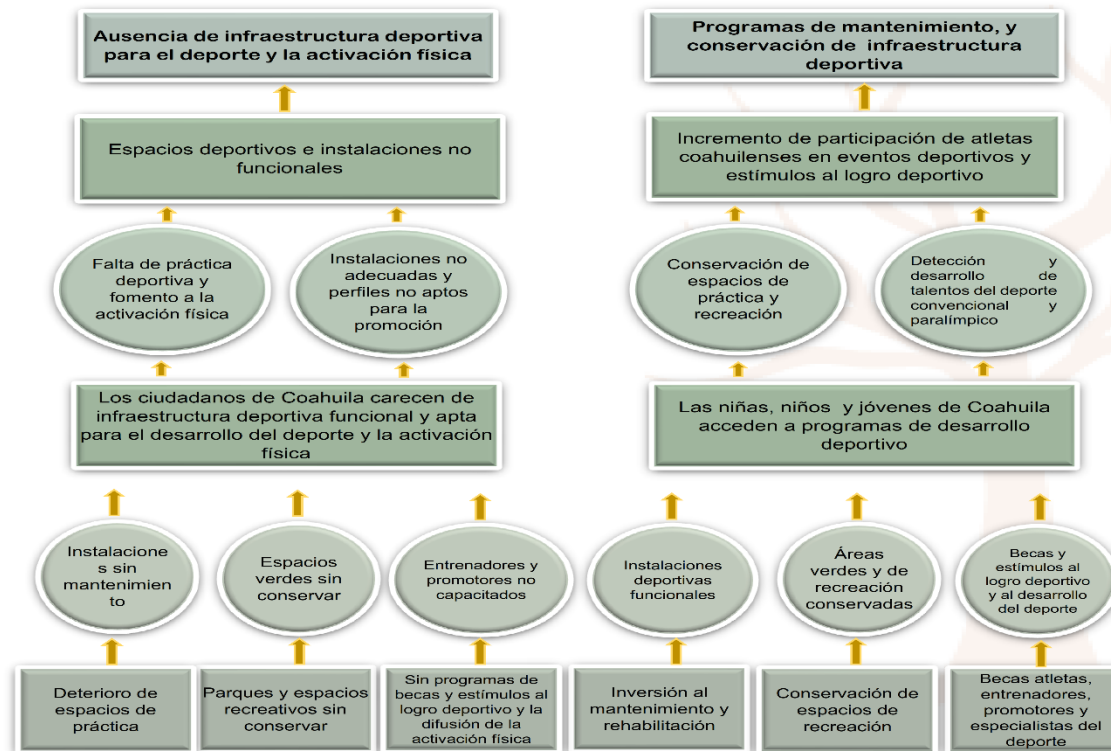 Ausencia de infraestructura deportiva
para el deporte y la activación física
Programas de mantenimiento, y
conservación de infraestructura
deportiva
Espacios deportivos e instalaciones no
funcionales
Incremento de participación de atletas
coahuilenses en eventos deportivos y
estímulos al logro deportivo
Falta de práctica
deportiva y
fomento a la
activación física
Instalaciones no
adecuadas y
perfiles no aptos
para la
promoción
Conservación de
espacios de
práctica y
recreación
Detección y
desarrollo de
talentos del deporte
convencional y
paralímpico
Los ciudadanos de Coahuila carecen de
infraestructura deportiva funcional y apta
para el desarrollo del deporte y la activación
física
Las niñas, niños y jóvenes de Coahuila
acceden a programas de desarrollo
deportivo
Instalacione
s sin
mantenimien
to
Espacios
verdes sin
conservar
Entrenadores y
promotores no
capacitados
Instalaciones
deportivas
funcionales
Áreas
verdes y de
recreación
conservadas
Becas y
estímulos al
logro deportivo
y al desarrollo
del deporte
Deterioro de
espacios de
práctica
Parques y espacios
recreativos sin
conservar
Sin programas de
becas y estímulos al
logro deportivo y la
difusión de la
activación física
Inversión al
mantenimiento y
rehabilitación
Conservación de
espacios de
recreación
Becas atletas,
entrenadores,
promotores y
especialistas del
deporte